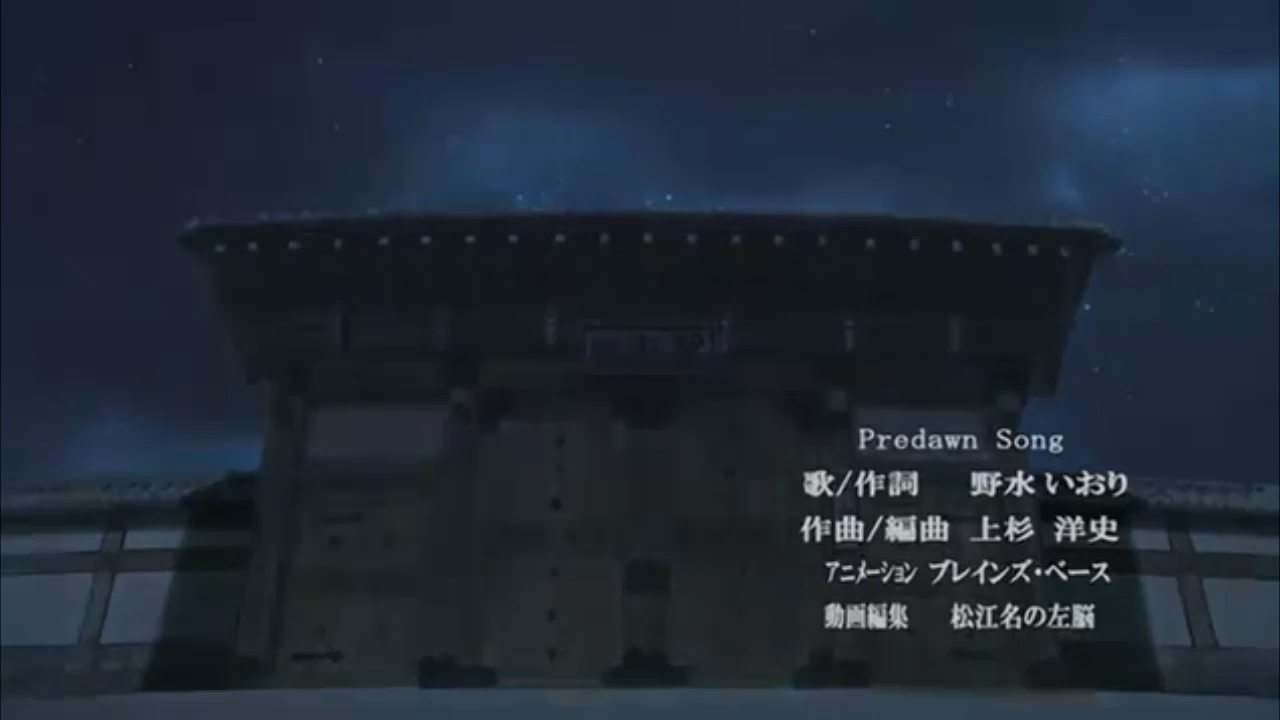 Predawn Song
歌/作詞 野水 いおり
作曲/編曲 上杉 洋史
アニメーション ブレインズ・ベース
動画編集 松江名の左脳